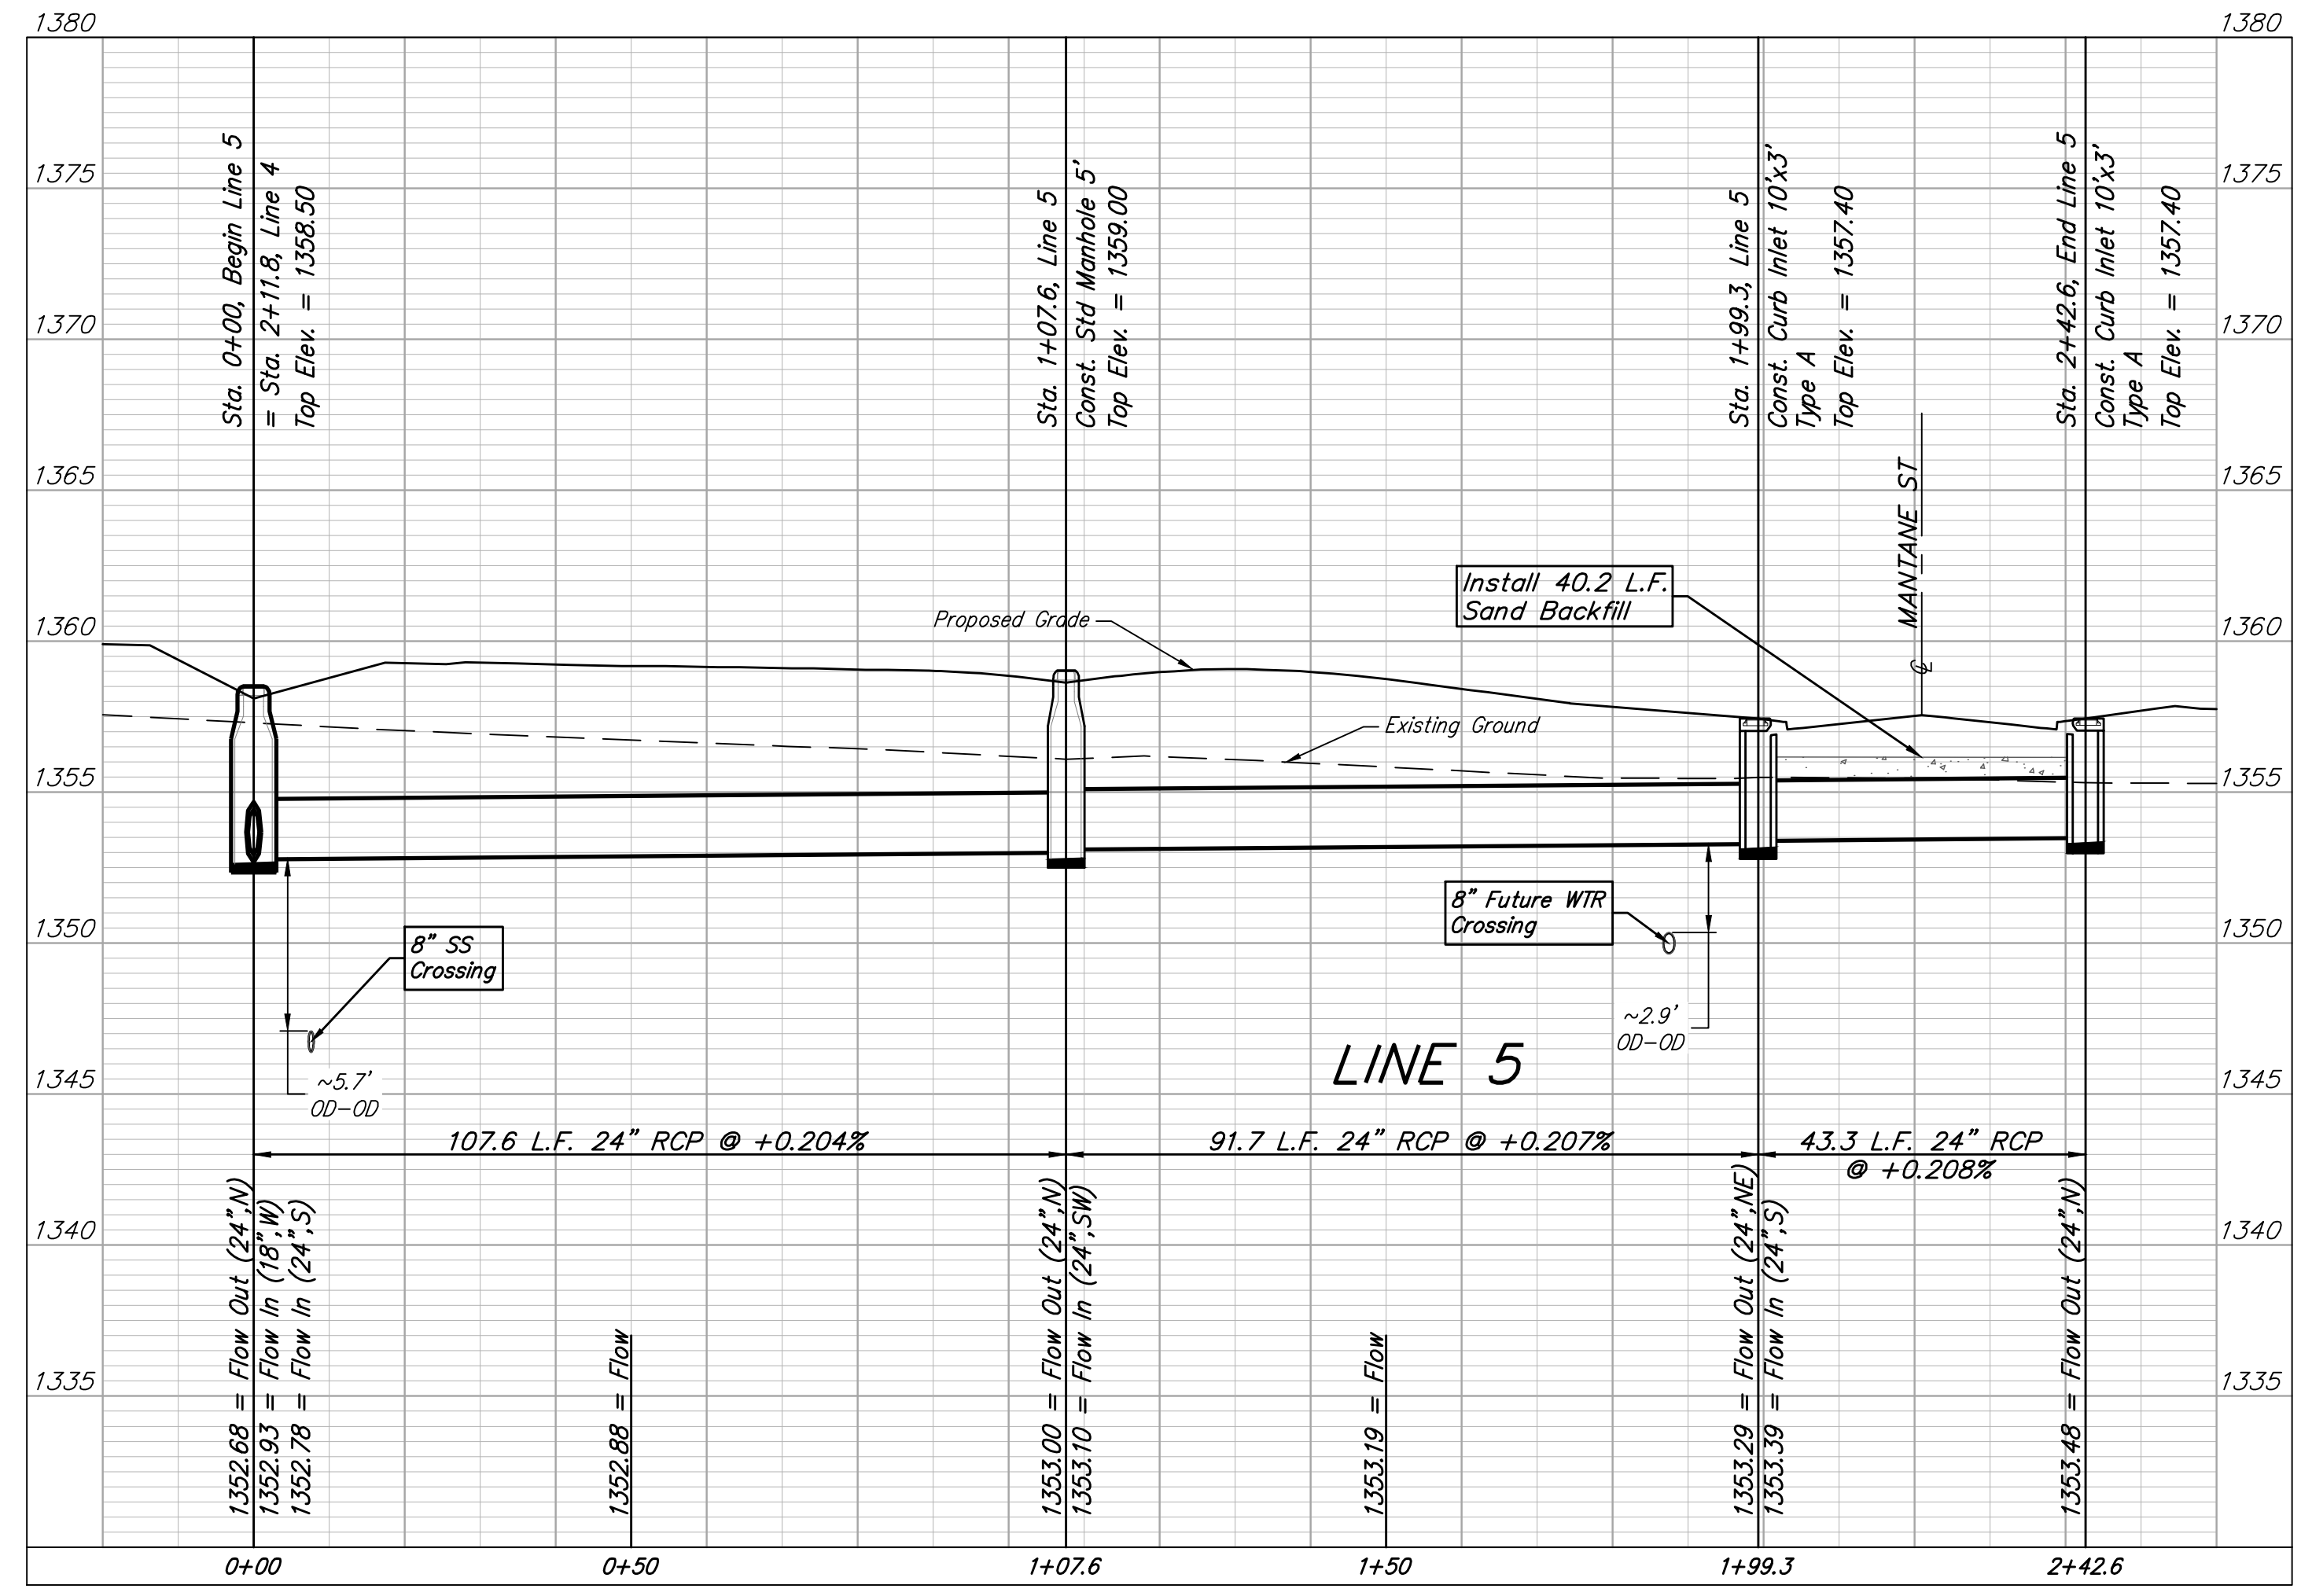 1380
1380
1375
1375
1370
1370
1365
1365
1360
1360
1355
1355
1350
1350
1345
1345
1340
1340
1335
1335
Sta. 0+00, Begin Line 5
= Sta. 2+11.8, Line 4
Top Elev. = 1358.50
Sta. 1+07.6, Line 5
Const. Std Manhole 5'
Top Elev. = 1359.00
Sta. 1+99.3, Line 5
Const. Curb Inlet 10'x3'
Type A
Top Elev. = 1357.40
Sta. 2+42.6, End Line 5
Const. Curb Inlet 10'x3'
Type A
Top Elev. = 1357.40
MANTANE ST
℄
Install 40.2 L.F.
Sand Backfill
Proposed Grade
Existing Ground
8" SS
Crossing
~5.7'
OD-OD
8" Future WTR
Crossing
~2.9'
OD-OD
LINE 5
107.6 L.F. 24" RCP @ +0.204%
91.7 L.F. 24" RCP @ +0.207%
43.3 L.F. 24" RCP
@ +0.208%
1352.68 = Flow Out (24",N)
1352.93 = Flow In (18",W)
1352.78 = Flow In (24",S)
1352.88 = Flow
1353.00 = Flow Out (24",N)
1353.10 = Flow In (24",SW)
1353.19 = Flow
1353.29 = Flow Out (24",NE)
1353.39 = Flow In (24",S)
1353.48 = Flow Out (24",N)
0+00
0+50
1+07.6
1+50
1+99.3
2+42.6